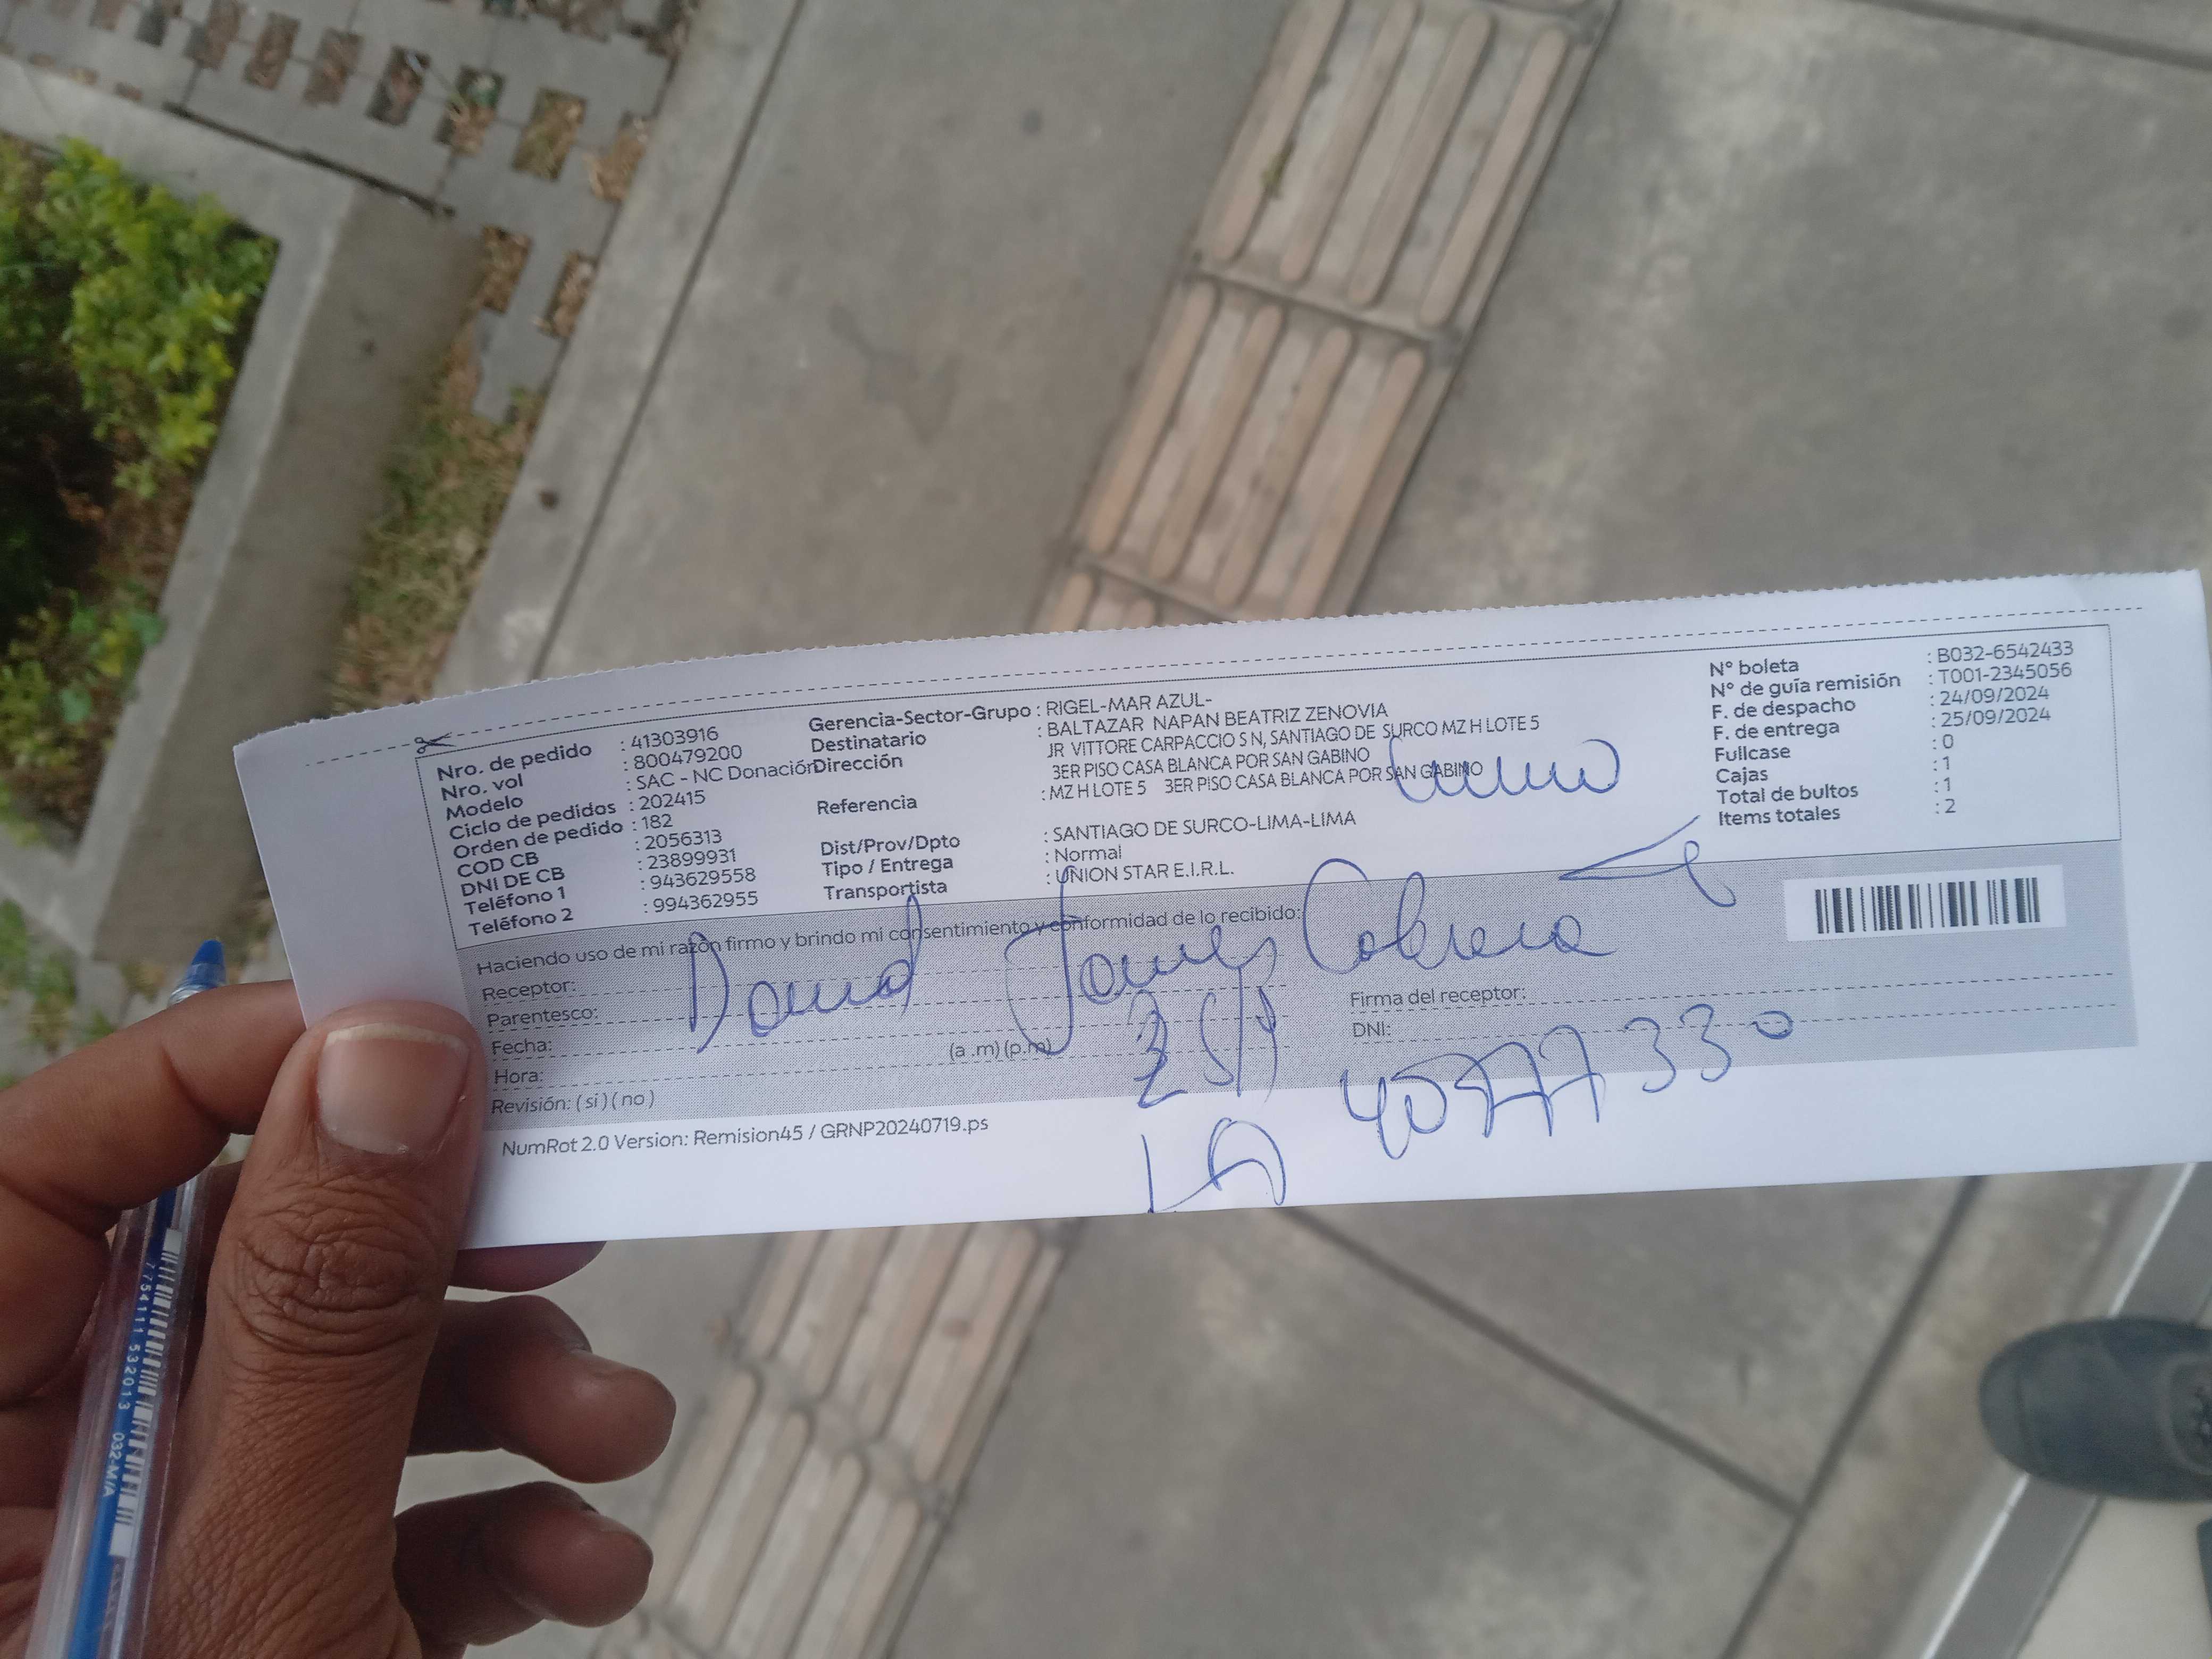 Nro. de pedido : 41303916
Nro. vol : 800479200
Modelo : SAC - NC Donación
Ciclo de pedidos : 202415
Orden de pedido : 182
COD CB : 2056313
DNI DE CB : 23899931
Teléfono 1 : 943629558
Teléfono 2 : 994362955
Gerencia-Sector-Grupo : RIGEL-MAR AZUL-
Destinatario : BALTAZAR NAPAN BEATRIZ ZENOVIA
Dirección JR VITTORE CARPACCIO S N, SANTIAGO DE SURCO MZ H LOTE 5
3ER PISO CASA BLANCA POR SAN GABINO
Referencia : MZ H LOTE 5 3ER PISO CASA BLANCA POR SAN GABINO
Dist/Prov/Dpto : SANTIAGO DE SURCO-LIMA-LIMA
Tipo / Entrega : Normal
Transportista : UNION STAR E.I.R.L.
N° boleta : B032-6542433
N° de guía remisión : T001-2345056
F. de despacho : 24/09/2024
F. de entrega : 25/09/2024
Fullcase : 0
Cajas : 1
Total de bultos : 1
Items totales : 2
Haciendo uso de mi razón firmo y brindo mi consentimiento y conformidad de lo recibido:
Receptor:
David Cabrera
Parentesco:
Fecha:
Hora: (a .m) (p.m)
Revisión: ( si ) ( no )
Firma del receptor:
DNI:
NumRot 2.0 Version: Remision45 / GRNP20240719.ps
7 754111 532013 032-M/A